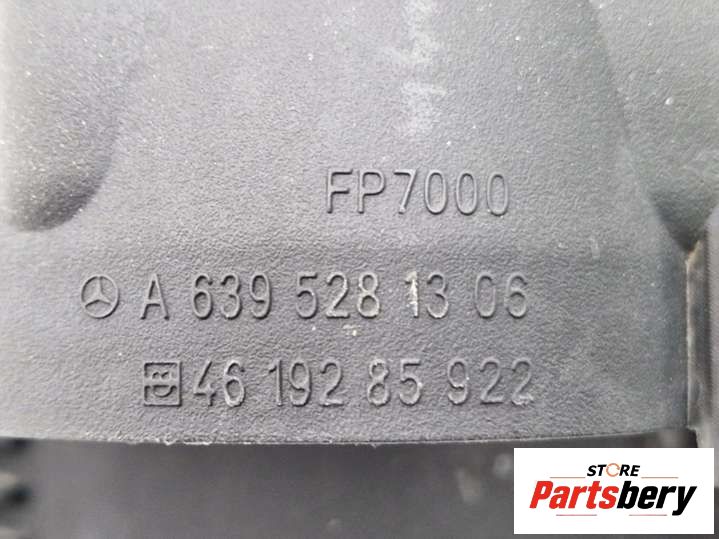 FP7000
A 639 528 13 06
46 192 85 922
STORE
Partsbery